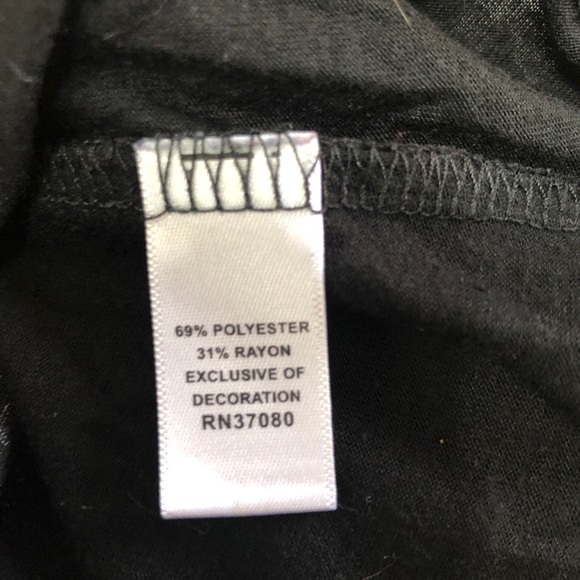 69% POLYESTER
31% RAYON
EXCLUSIVE OF
DECORATION
RN37080